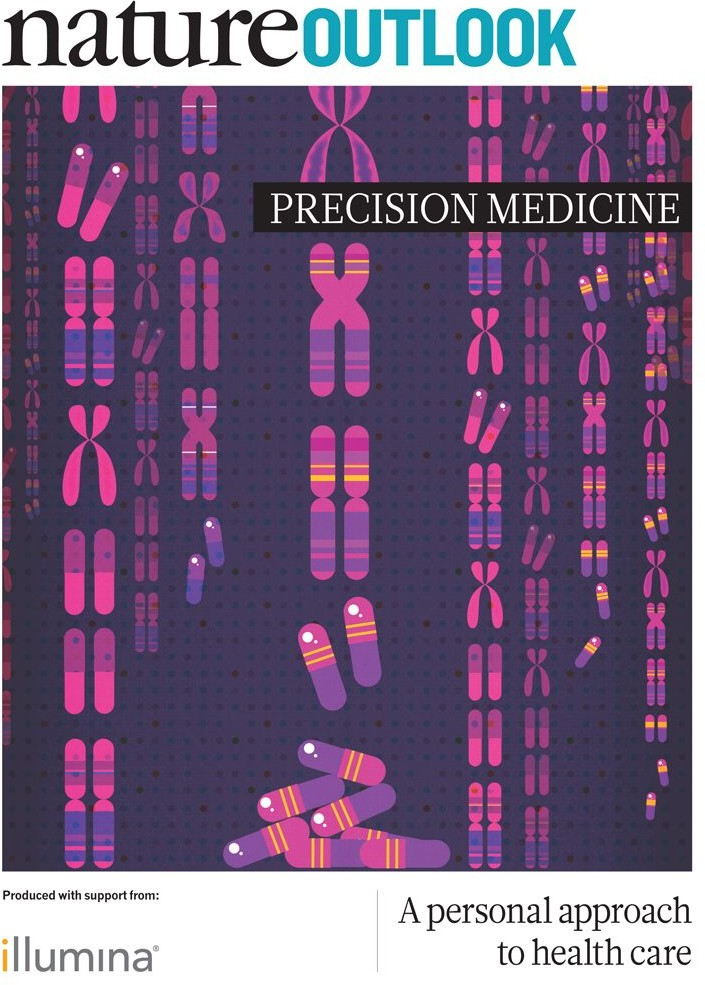 nature OUTLOOK
PRECISION MEDICINE
Produced with support from:
illumina®
A personal approach
to health care